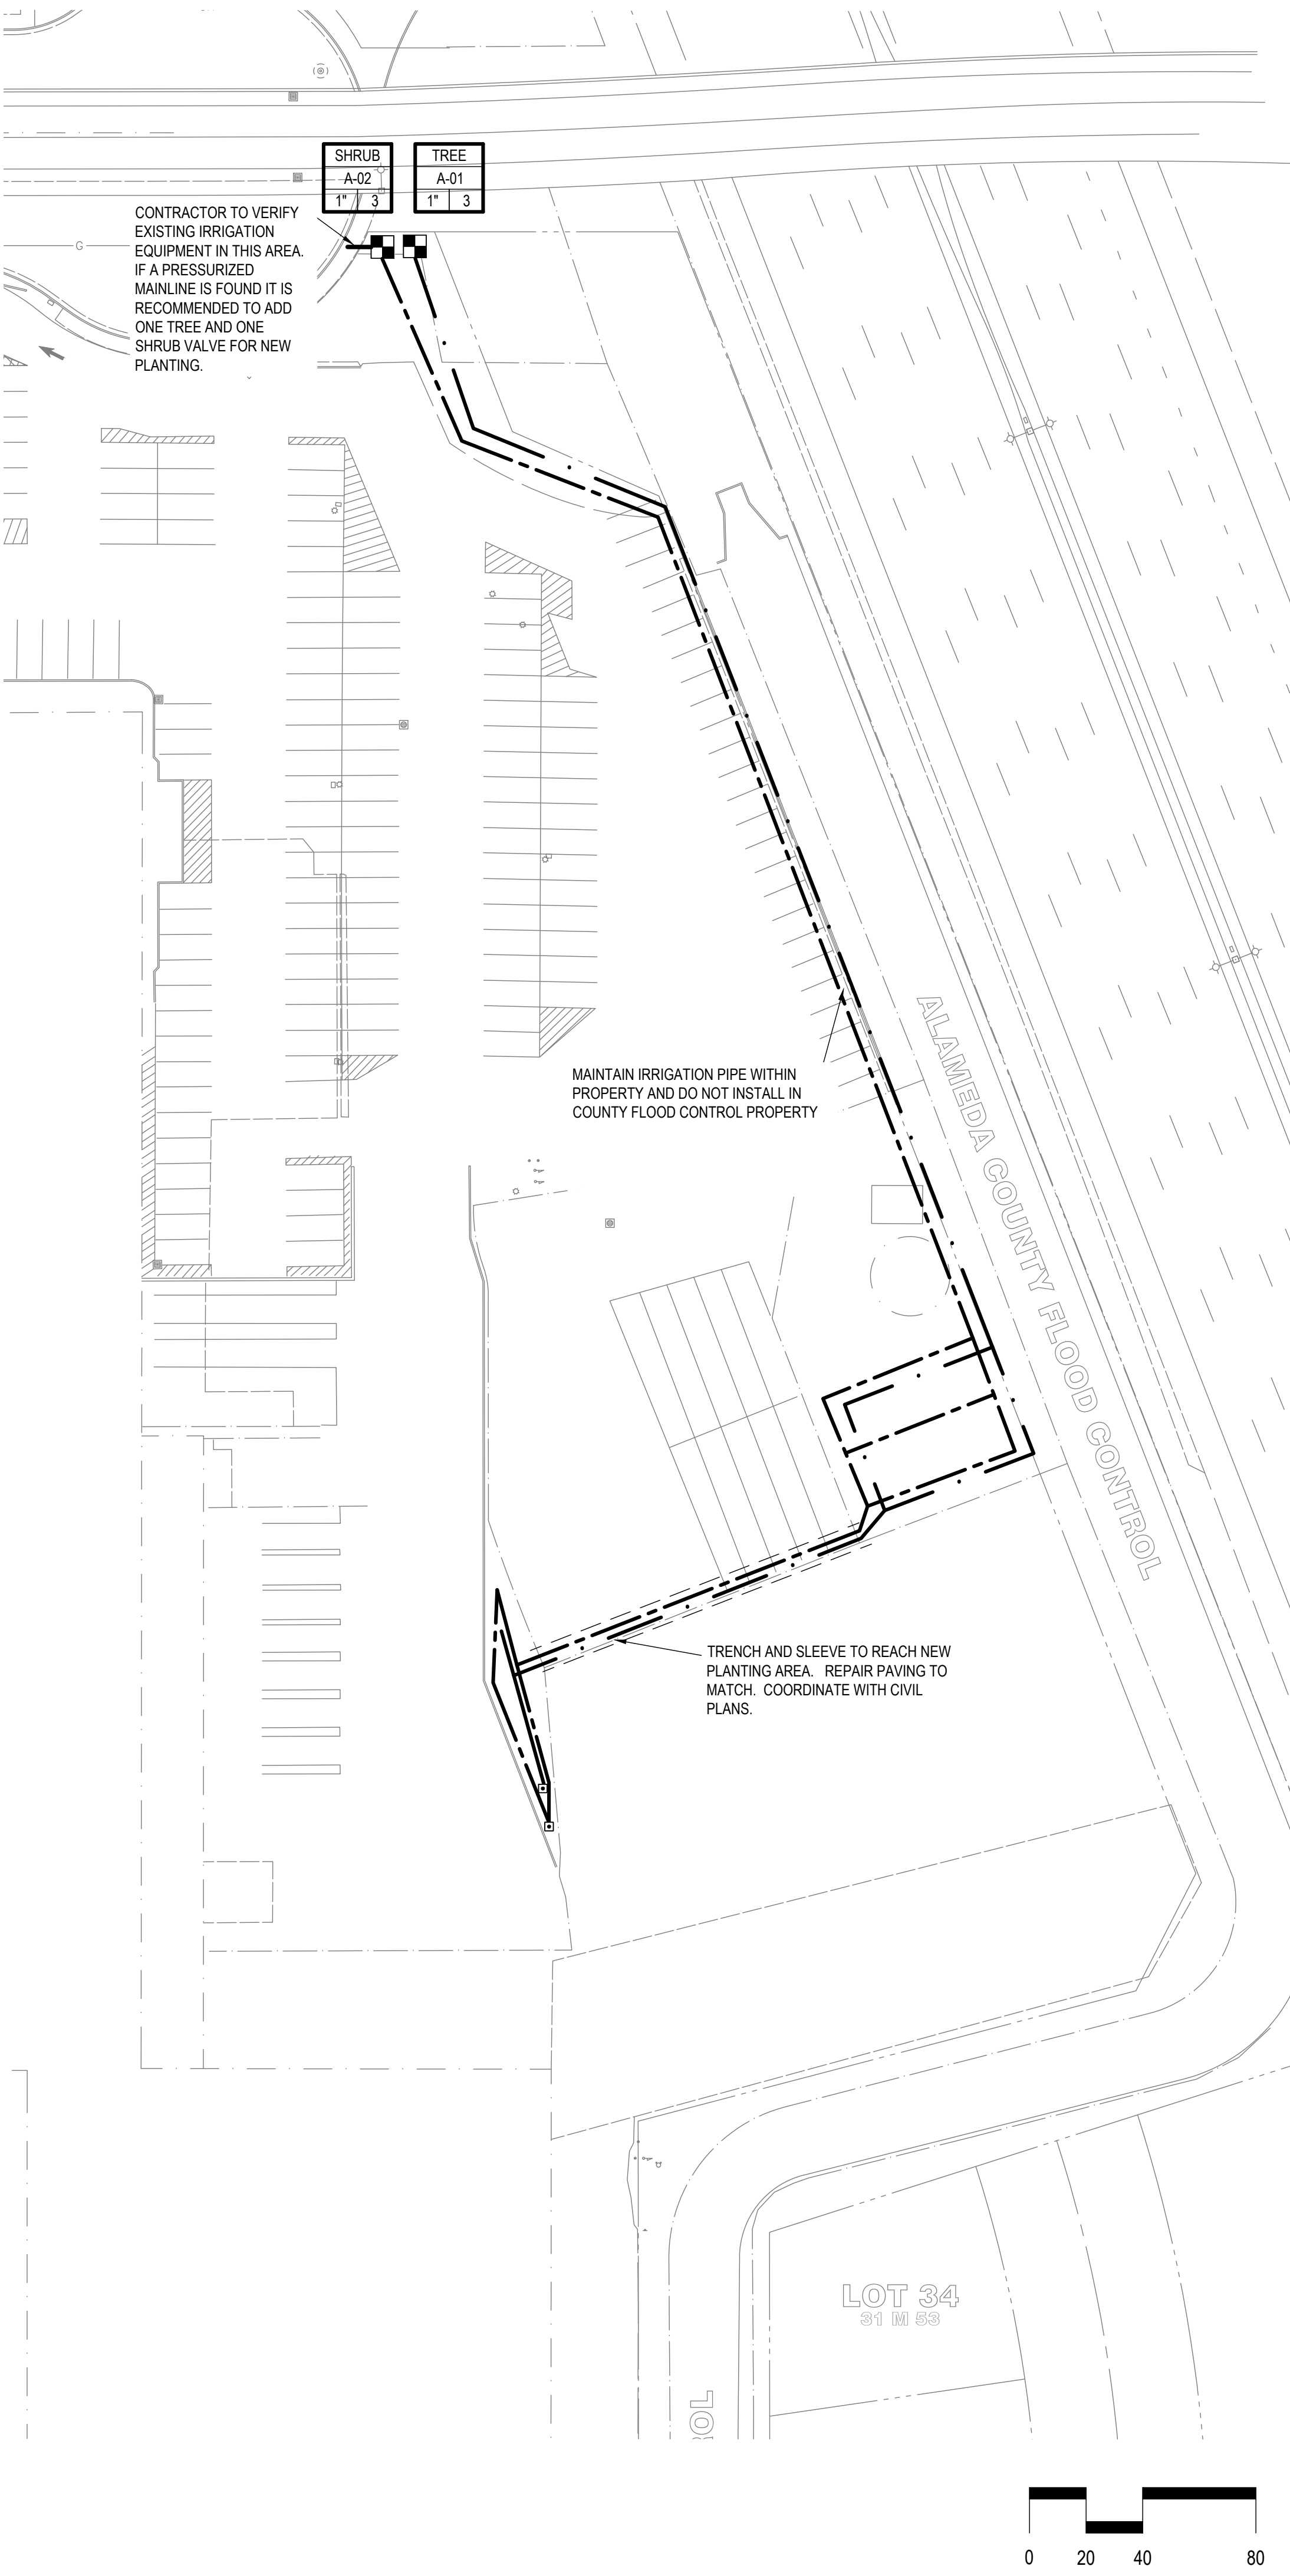 SHRUB
A-02
1" 3
TREE
A-01
1" 3
CONTRACTOR TO VERIFY
EXISTING IRRIGATION
EQUIPMENT IN THIS AREA.
IF A PRESSURIZED
MAINLINE IS FOUND IT IS
RECOMMENDED TO ADD
ONE TREE AND ONE
SHRUB VALVE FOR NEW
PLANTING.
G
MAINTAIN IRRIGATION PIPE WITHIN
PROPERTY AND DO NOT INSTALL IN
COUNTY FLOOD CONTROL PROPERTY
ALAMEDA COUNTY FLOOD CONTROL
TRENCH AND SLEEVE TO REACH NEW
PLANTING AREA. REPAIR PAVING TO
MATCH. COORDINATE WITH CIVIL
PLANS.
LOT 34
31 M 53
ROL
0 20 40 80